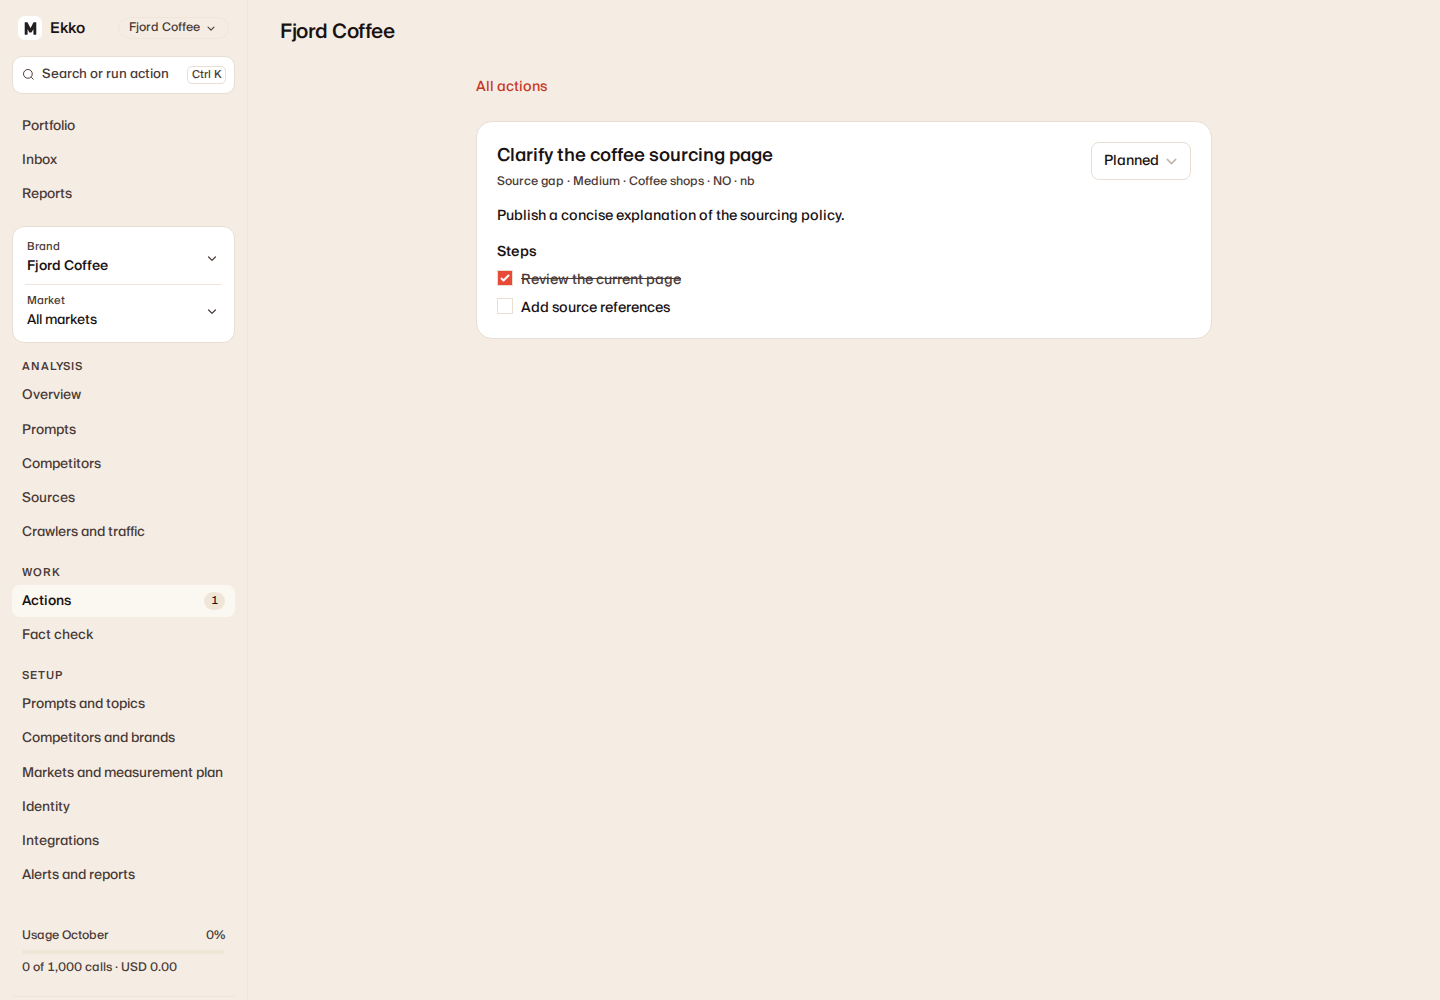 Ekko
Fjord Coffee
Search or run action
Ctrl K
Portfolio
Inbox
Reports
Brand
Fjord Coffee
Market
All markets
ANALYSIS
Overview
Prompts
Competitors
Sources
Crawlers and traffic
WORK
Actions
1
Fact check
SETUP
Prompts and topics
Competitors and brands
Markets and measurement plan
Identity
Integrations
Alerts and reports
Usage October
0%
0 of 1,000 calls · USD 0.00
Fjord Coffee
All actions
Clarify the coffee sourcing page
Planned
Source gap · Medium · Coffee shops · NO · nb
Publish a concise explanation of the sourcing policy.
Steps
Review the current page
Add source references